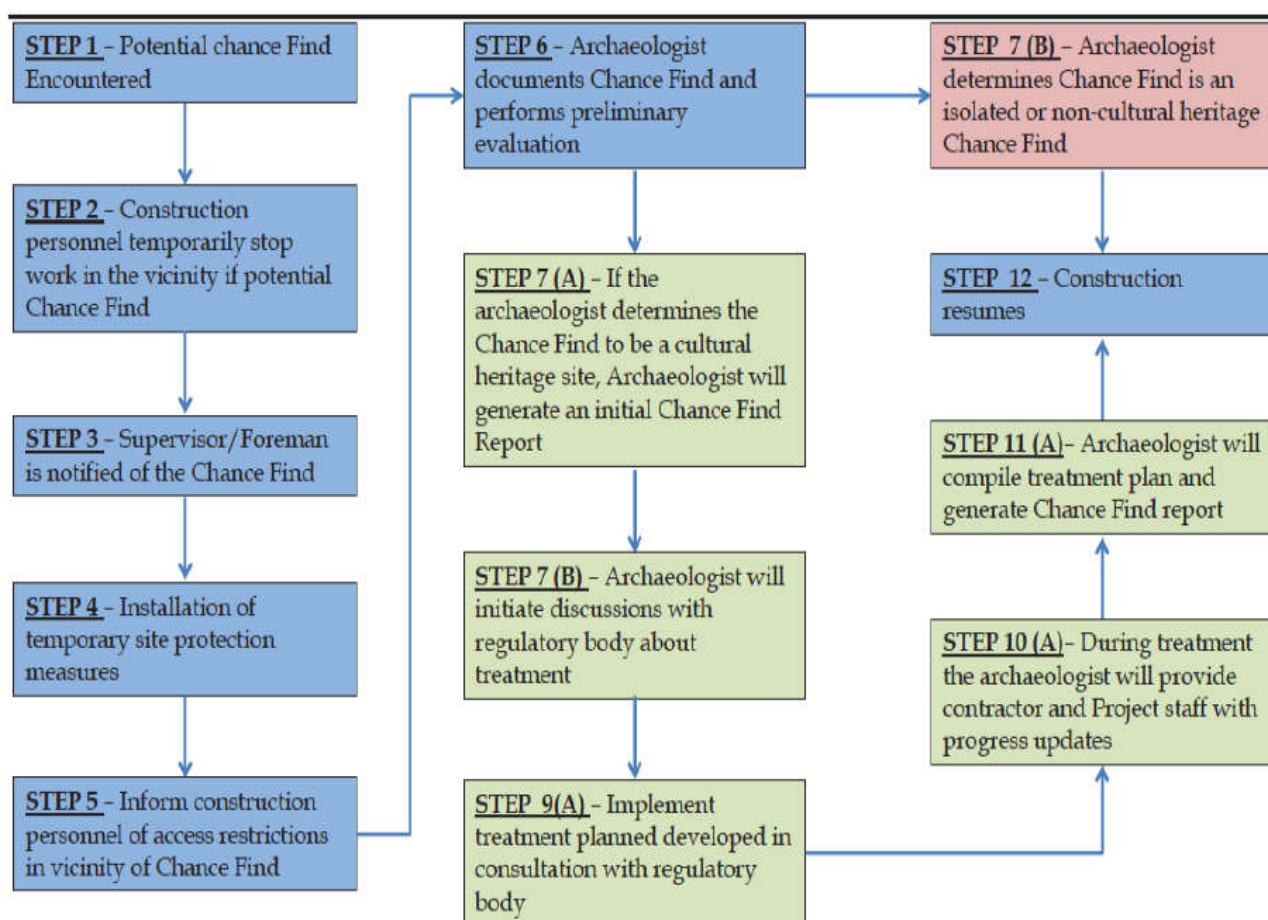 STEP 1 – Potential chance Find
Encountered
STEP 2 – Construction
personnel temporarily stop
work in the vicinity if potential
Chance Find
STEP 3 – Supervisor/Foreman
is notified of the Chance Find
STEP 4 – Installation of
temporary site protection
measures
STEP 5 – Inform construction
personnel of access restrictions
in vicinity of Chance Find
STEP 6 – Archaeologist
documents Chance Find and
performs preliminary
evaluation
STEP 7 (A) – If the
archaeologist determines the
Chance Find to be a cultural
heritage site, Archaeologist will
generate an initial Chance Find
Report
STEP 7 (B) – Archaeologist will
initiate discussions with
regulatory body about
treatment
STEP 9(A) – Implement
treatment planned developed in
consultation with regulatory
body
STEP 7 (B) – Archaeologist
determines Chance Find is an
isolated or non-cultural heritage
Chance Find
STEP 12 – Construction
resumes
STEP 11 (A)– Archaeologist will
compile treatment plan and
generate Chance Find report
STEP 10 (A)– During treatment
the archaeologist will provide
contractor and Project staff with
progress updates